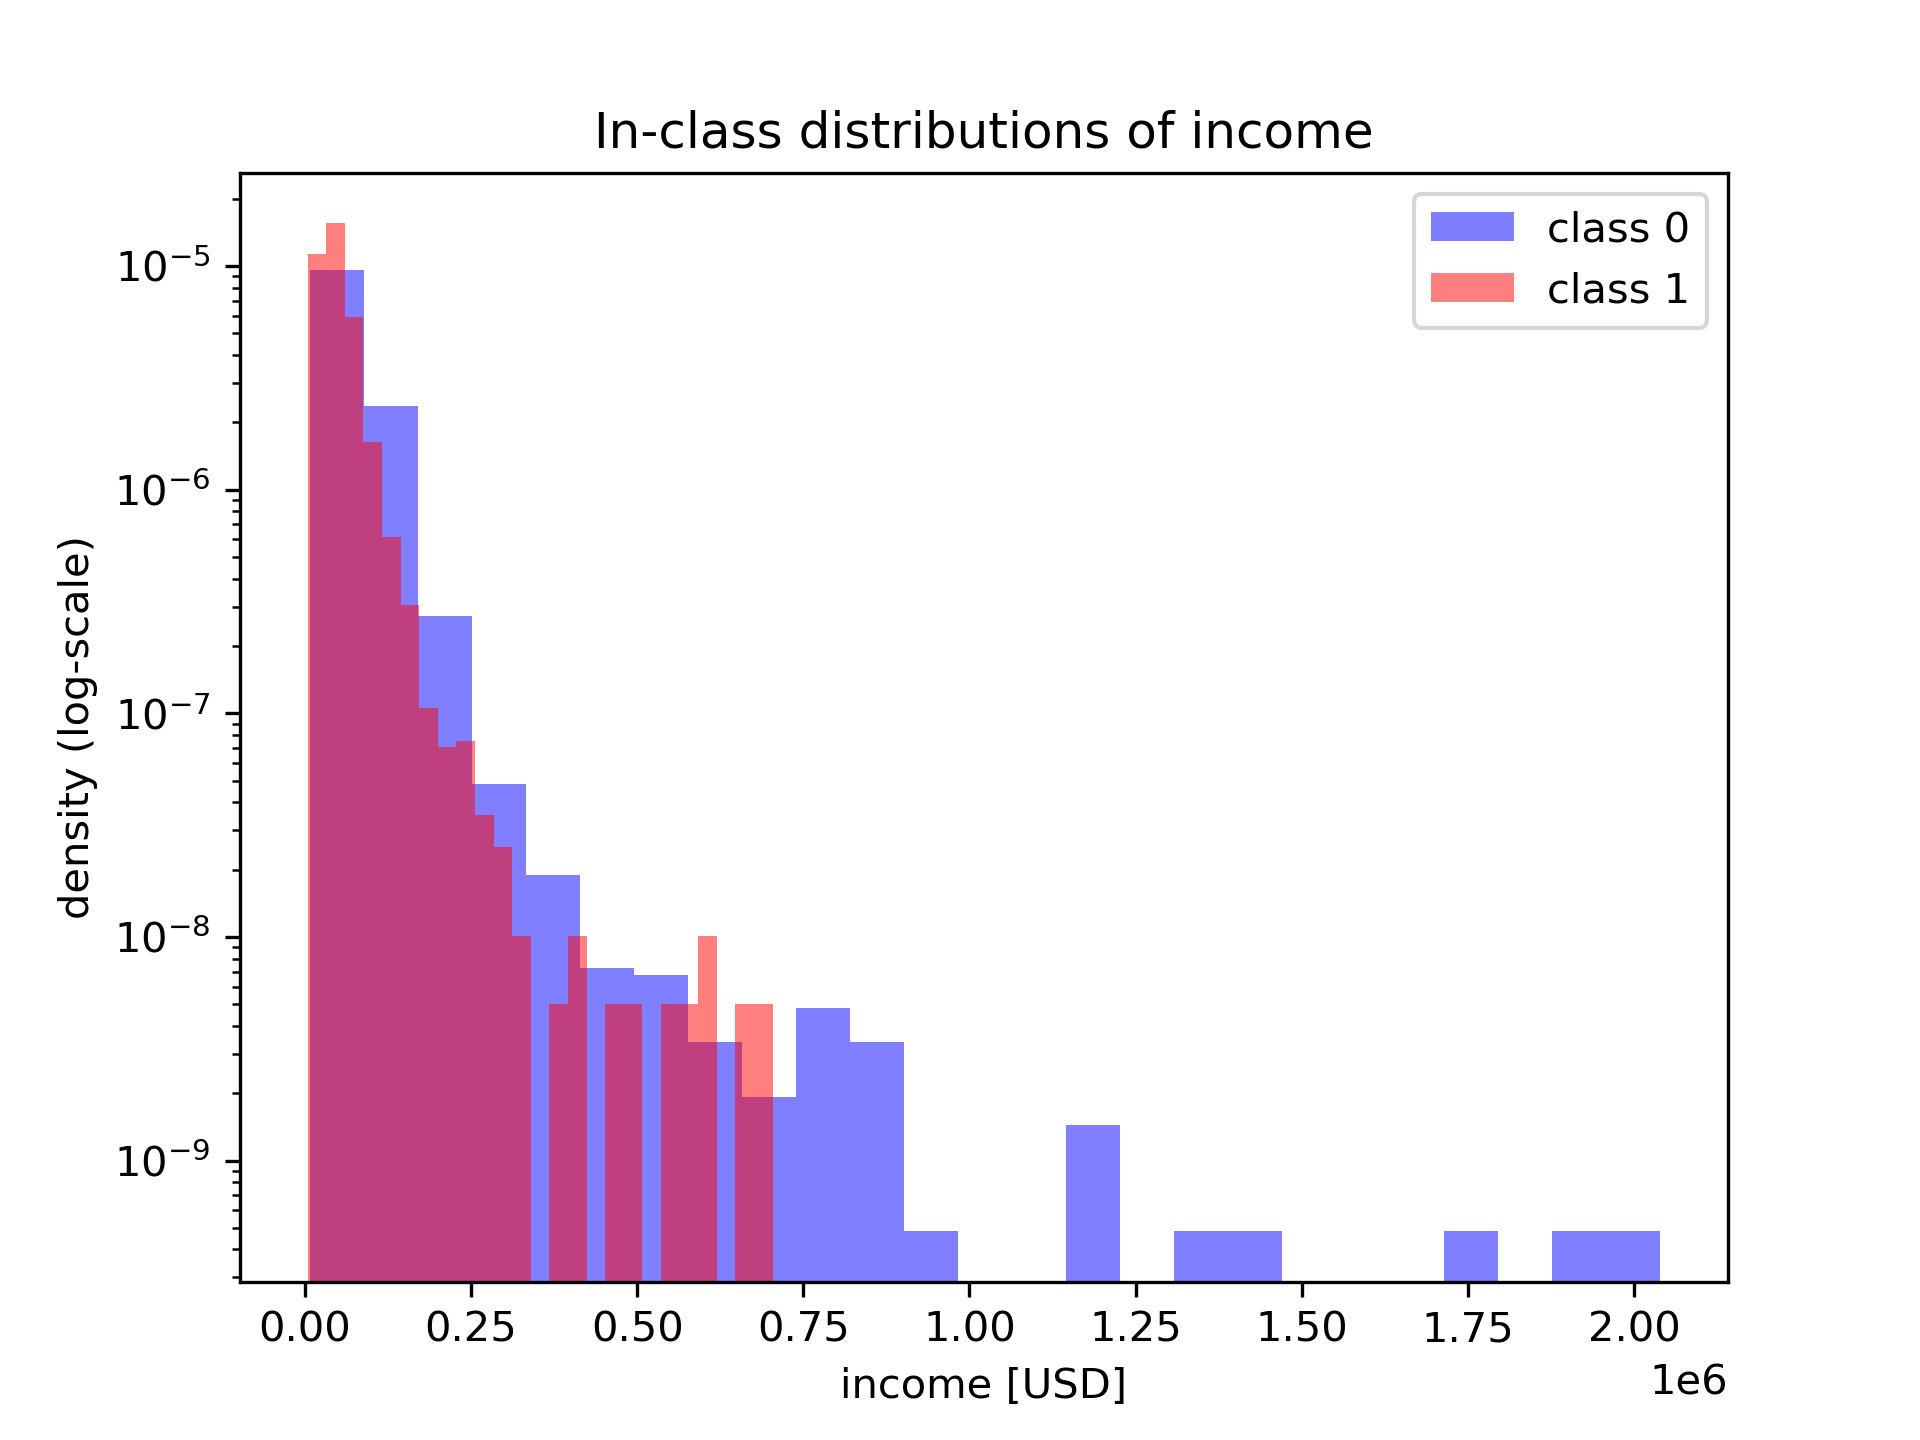 In-class distributions of income
class 0
class 1
density (log-scale)
10⁻⁵
10⁻⁶
10⁻⁷
10⁻⁸
10⁻⁹
0.00 0.25 0.50 0.75 1.00 1.25 1.50 1.75 2.00
1e6
income [USD]